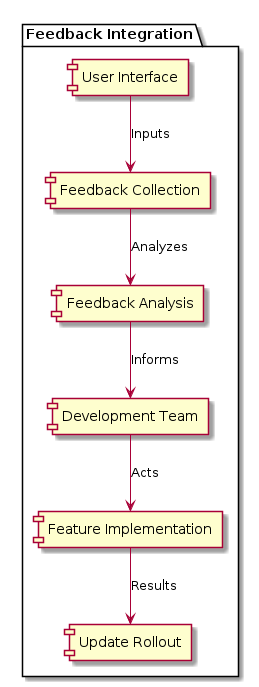 Feedback Integration
User Interface
Inputs
Feedback Collection
Analyzes
Feedback Analysis
Informs
Development Team
Acts
Feature Implementation
Results
Update Rollout